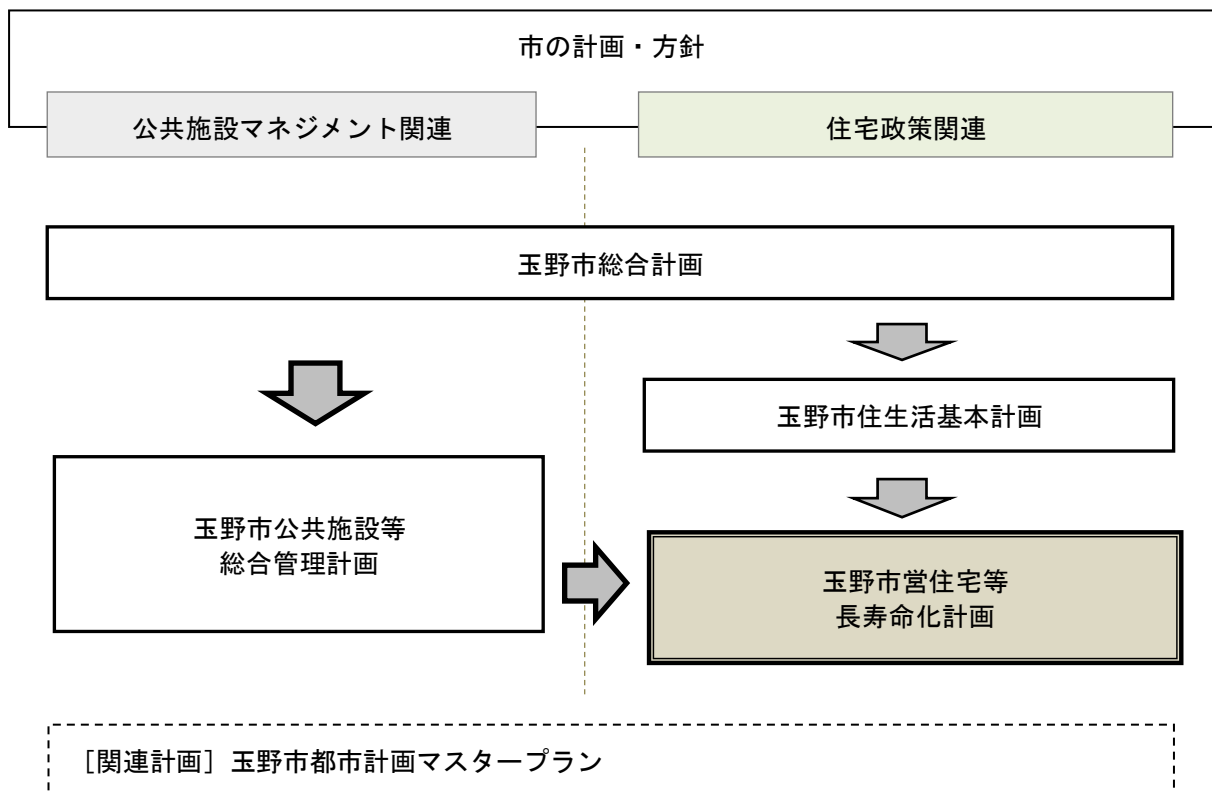 市の計画・方針
公共施設マネジメント関連
住宅政策関連
玉野市総合計画
玉野市住生活基本計画
玉野市公共施設等
総合管理計画
玉野市営住宅等
長寿命化計画
［関連計画］玉野市都市計画マスタープラン